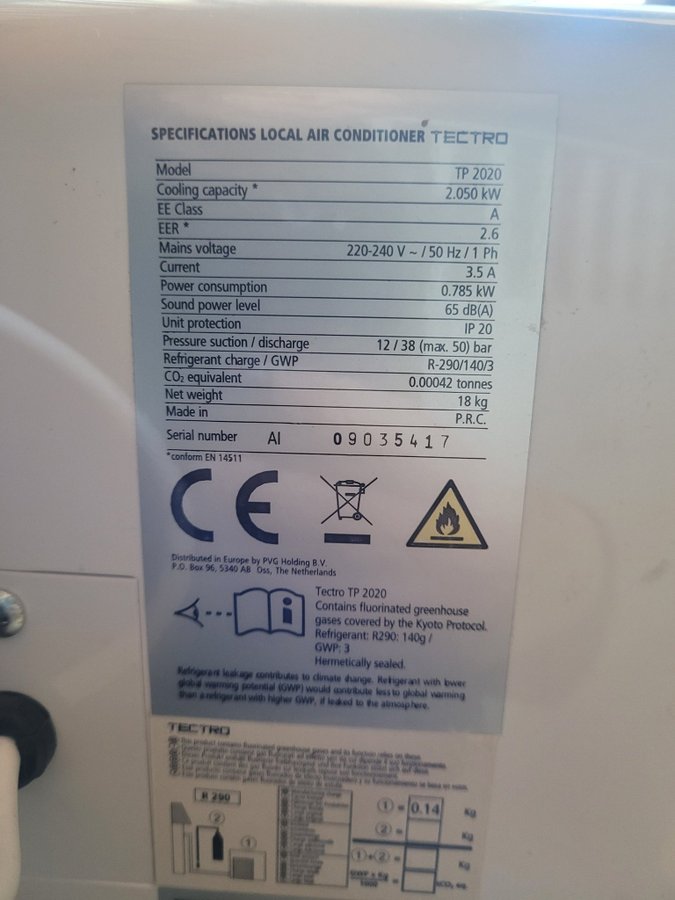 SPECIFICATIONS LOCAL AIR CONDITIONER TECTRO
Model TP 2020
Cooling capacity * 2.050 kW
EE Class A
EER * 2.6
Mains voltage 220-240 V ~ / 50 Hz / 1 Ph
Current 3.5 A
Power consumption 0.785 kW
Sound power level 65 dB(A)
Unit protection IP 20
Pressure suction / discharge 12 / 38 (max. 50) bar
Refrigerant charge / GWP R-290/140/3
CO₂ equivalent 0.00042 tonnes
Net weight 18 kg
Made in P.R.C.
Serial number AI 09035417
*conform EN 14511
CE
Distributed in Europe by PVG Holding B.V.
P.O. Box 96, 5340 AB Oss, The Netherlands
Tectro TP 2020
Contains fluorinated greenhouse
gases covered by the Kyoto Protocol.
Refrigerant: R290: 140g /
GWP: 3
Hermetically sealed.
Refrigerant leakage contributes to climate change. Refrigerant with lower
global warming potential (GWP) would contribute less to global warming
than a refrigerant with higher GWP, if leaked to the atmosphere.
TECTRO
R 290
① = 0.14 Kg
② = Kg
①+② = Kg